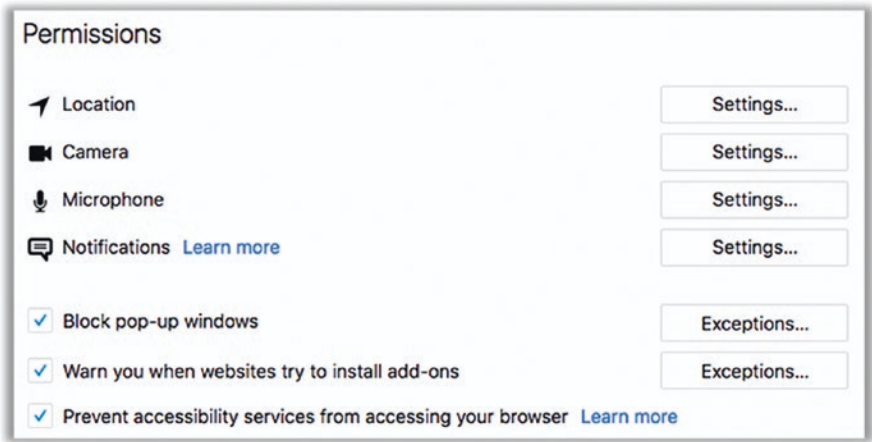 Permissions
Location Settings...
Camera Settings...
Microphone Settings...
Notifications Learn more Settings...
Block pop-up windows Exceptions...
Warn you when websites try to install add-ons Exceptions...
Prevent accessibility services from accessing your browser Learn more